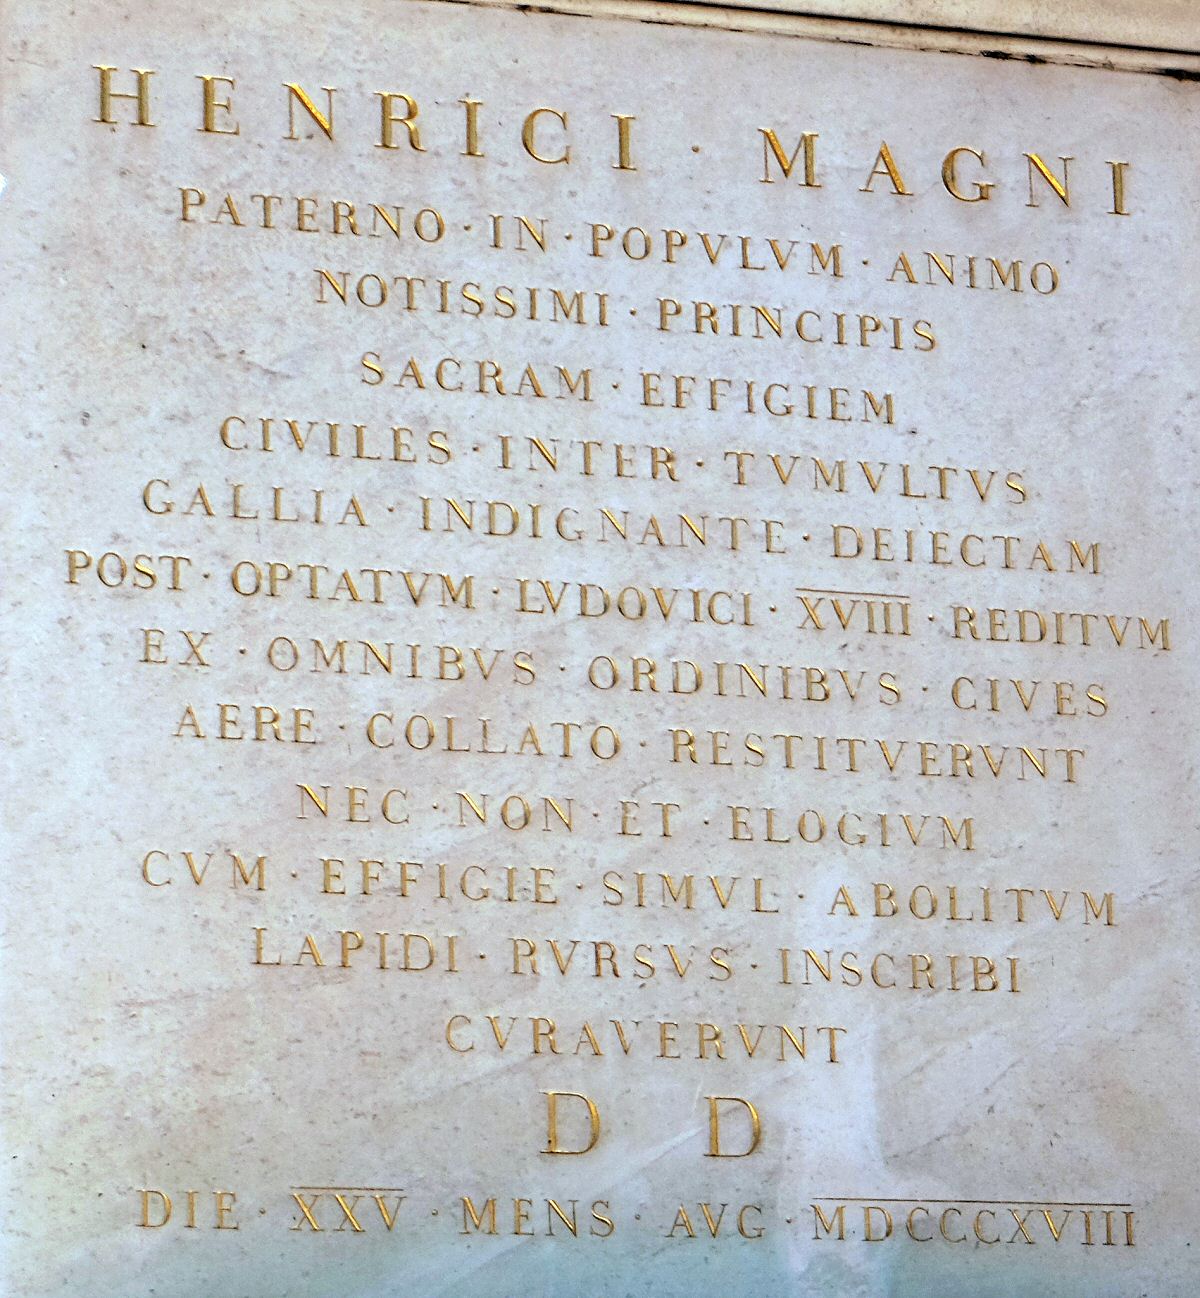 HENRICI · MAGNI
PATERNO · IN · POPVLVM · ANIMO
NOTISSIMI · PRINCIPIS
SACRAM · EFFIGIEM
CIVILES · INTER · TVMVLTVS
GALLIA · INDIGNANTE · DEIECTAM
POST · OPTATVM · LVDOVICI · XVIII · REDITVM
EX · OMNIBVS · ORDINIBVS · CIVES
AERE · COLLATO · RESTITVERVNT
NEC · NON · ET · ELOGIVM
CVM · EFFIGIE · SIMVL · ABOLITVM
LAPIDI · RVRSVS · INSCRIBI
CVRAVERVNT
D D
DIE · XXV · MENS · AVG · MDCCCXVIII